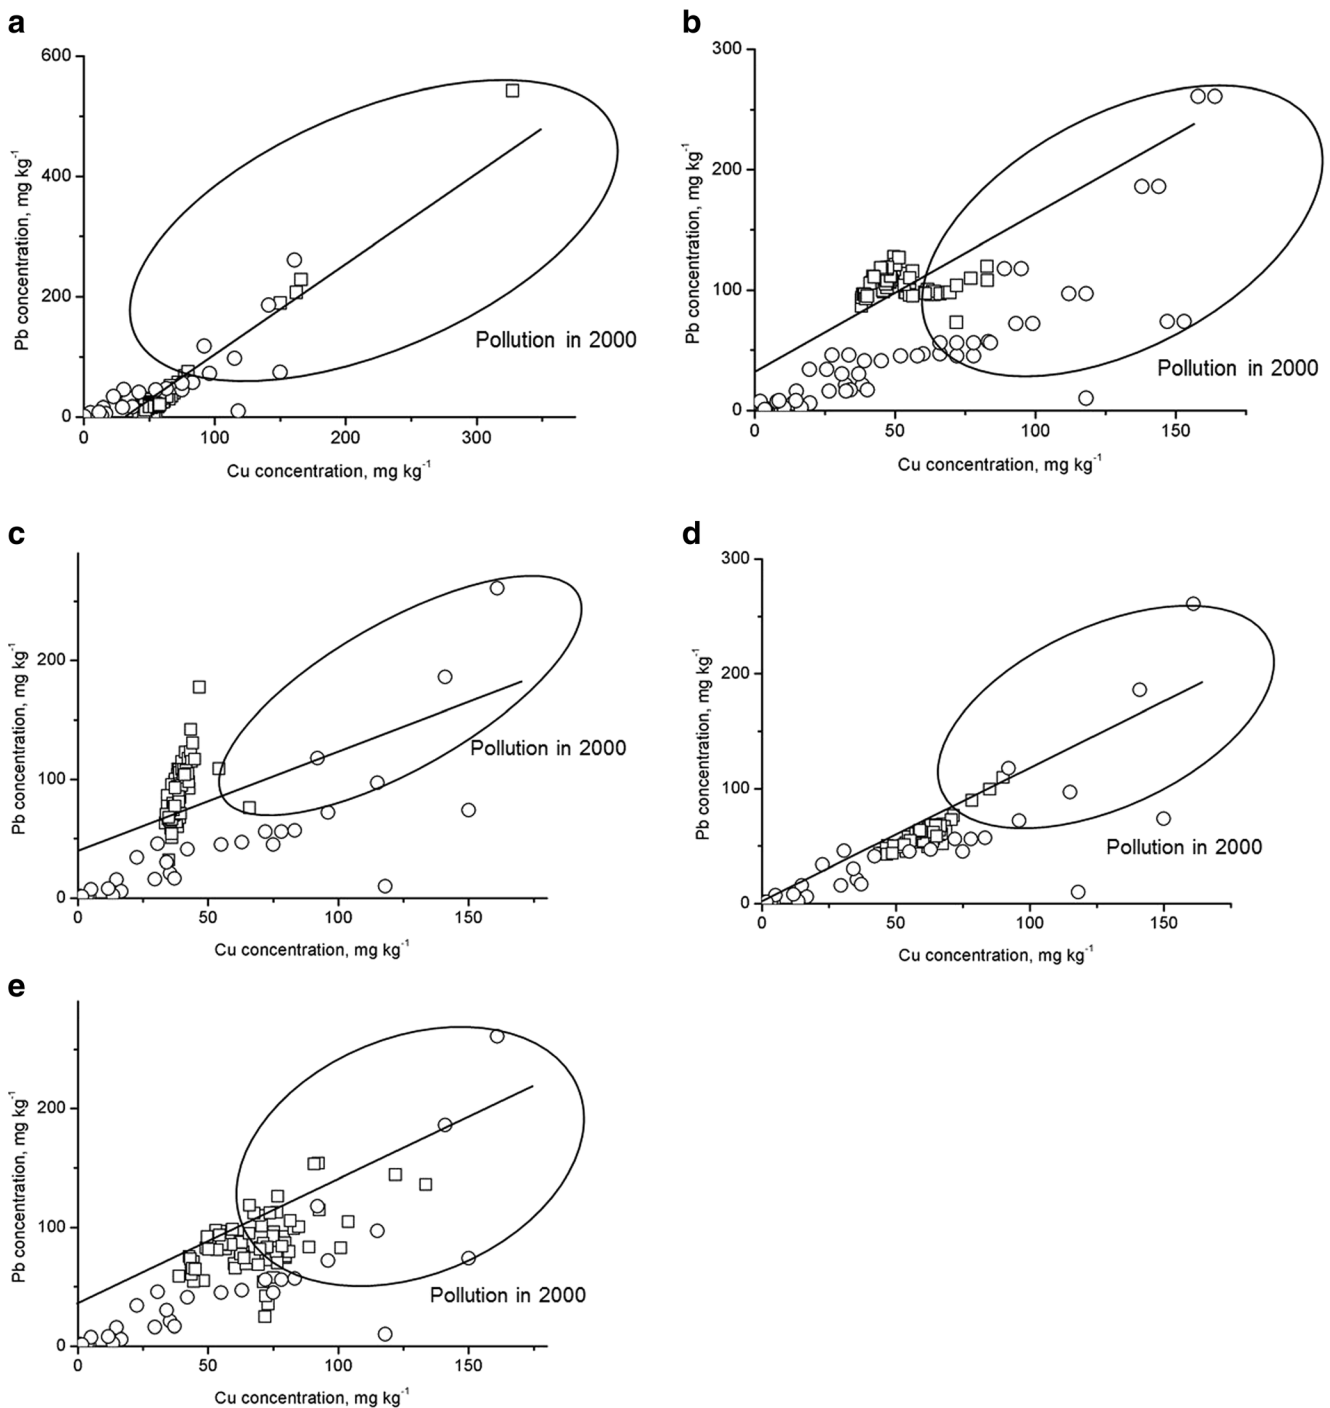 a
600
400
200
0
Pb concentration, mg kg-1
Pollution in 2000
0 100 200 300
Cu concentration, mg kg-1
b
300
200
100
0
Pb concentration, mg kg-1
Pollution in 2000
0 50 100 150
Cu concentration, mg kg-1
c
200
100
0
Pb concentration, mg kg-1
Pollution in 2000
0 50 100 150
Cu concentration, mg kg-1
d
300
200
100
0
Pb concentration, mg kg-1
Pollution in 2000
0 50 100 150
Cu concentration, mg kg-1
e
200
100
0
Pb concentration, mg kg-1
Pollution in 2000
0 50 100 150
Cu concentration, mg kg-1